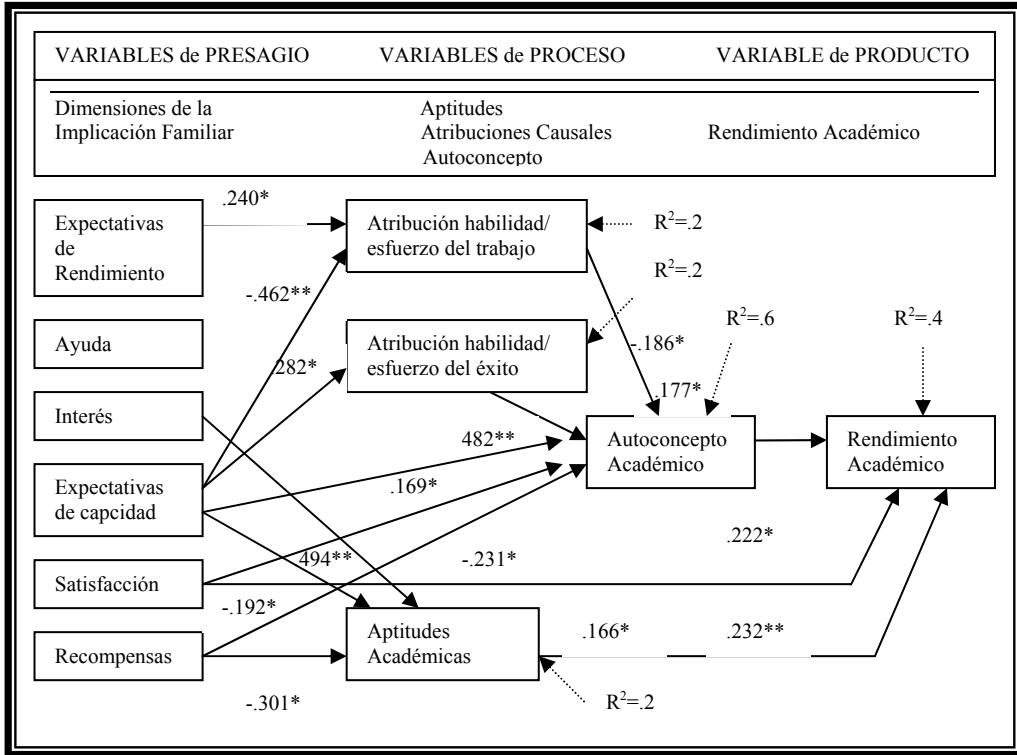 VARIABLES de PRESAGIO VARIABLES de PROCESO VARIABLE de PRODUCTO
Dimensiones de la
Implicación Familiar
Aptitudes
Atribuciones Causales
Autoconcepto
Rendimiento Académico
.240*
Expectativas
de
Rendimiento
Atribución habilidad/
esfuerzo del trabajo
R²=.2
R²=.2
-.462**
Ayuda
282*
Atribución habilidad/
esfuerzo del éxito
-.186*
R²=.6
R²=.4
.177*
Interés
482**
Autoconcepto
Académico
Rendimiento
Académico
Expectativas
de capcidad
.169*
494**
-.231*
.222*
Satisfacción
-.192*
Recompensas
Aptitudes
Académicas
.166*
.232**
-.301*
R²=.2